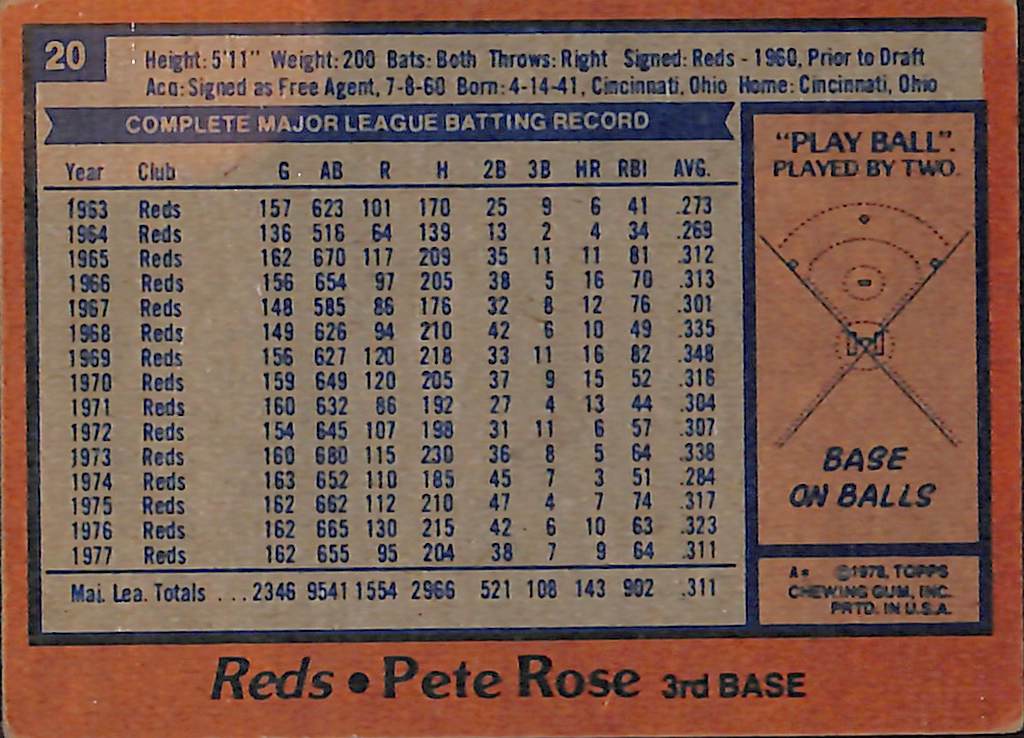 20
Height: 5'11" Weight: 200 Bats: Both Throws: Right Signed: Reds - 1960, Prior to Draft
Acq: Signed as Free Agent, 7-8-60 Born: 4-14-41, Cincinnati, Ohio Home: Cincinnati, Ohio
COMPLETE MAJOR LEAGUE BATTING RECORD
Year Club G AB R H 2B 3B HR RBI AVG.
1963 Reds 157 623 101 170 25 9 6 41 .273
1964 Reds 136 516 64 139 13 2 4 34 .269
1965 Reds 162 670 117 209 35 11 11 81 .312
1966 Reds 156 654 97 205 38 5 16 70 .313
1967 Reds 148 585 86 176 32 8 12 76 .301
1968 Reds 149 626 94 210 42 6 10 49 .335
1969 Reds 156 627 120 218 33 11 16 82 .348
1970 Reds 159 649 120 205 37 9 15 52 .316
1971 Reds 160 632 86 192 27 4 13 44 .304
1972 Reds 154 645 107 198 31 11 6 57 .307
1973 Reds 160 680 115 230 36 8 5 64 .338
1974 Reds 163 652 110 185 45 7 3 51 .284
1975 Reds 162 662 112 210 47 4 7 74 .317
1976 Reds 162 665 130 215 42 6 10 63 .323
1977 Reds 162 655 95 204 38 7 9 64 .311
Maj. Lea. Totals ... 2346 9541 1554 2966 521 108 143 902 .311
"PLAY BALL".
PLAYED BY TWO.
BASE
ON BALLS
A* ©1978, TOPPS
CHEWING GUM, INC.
PRTD. IN U.S.A.
Reds • Pete Rose 3rd BASE